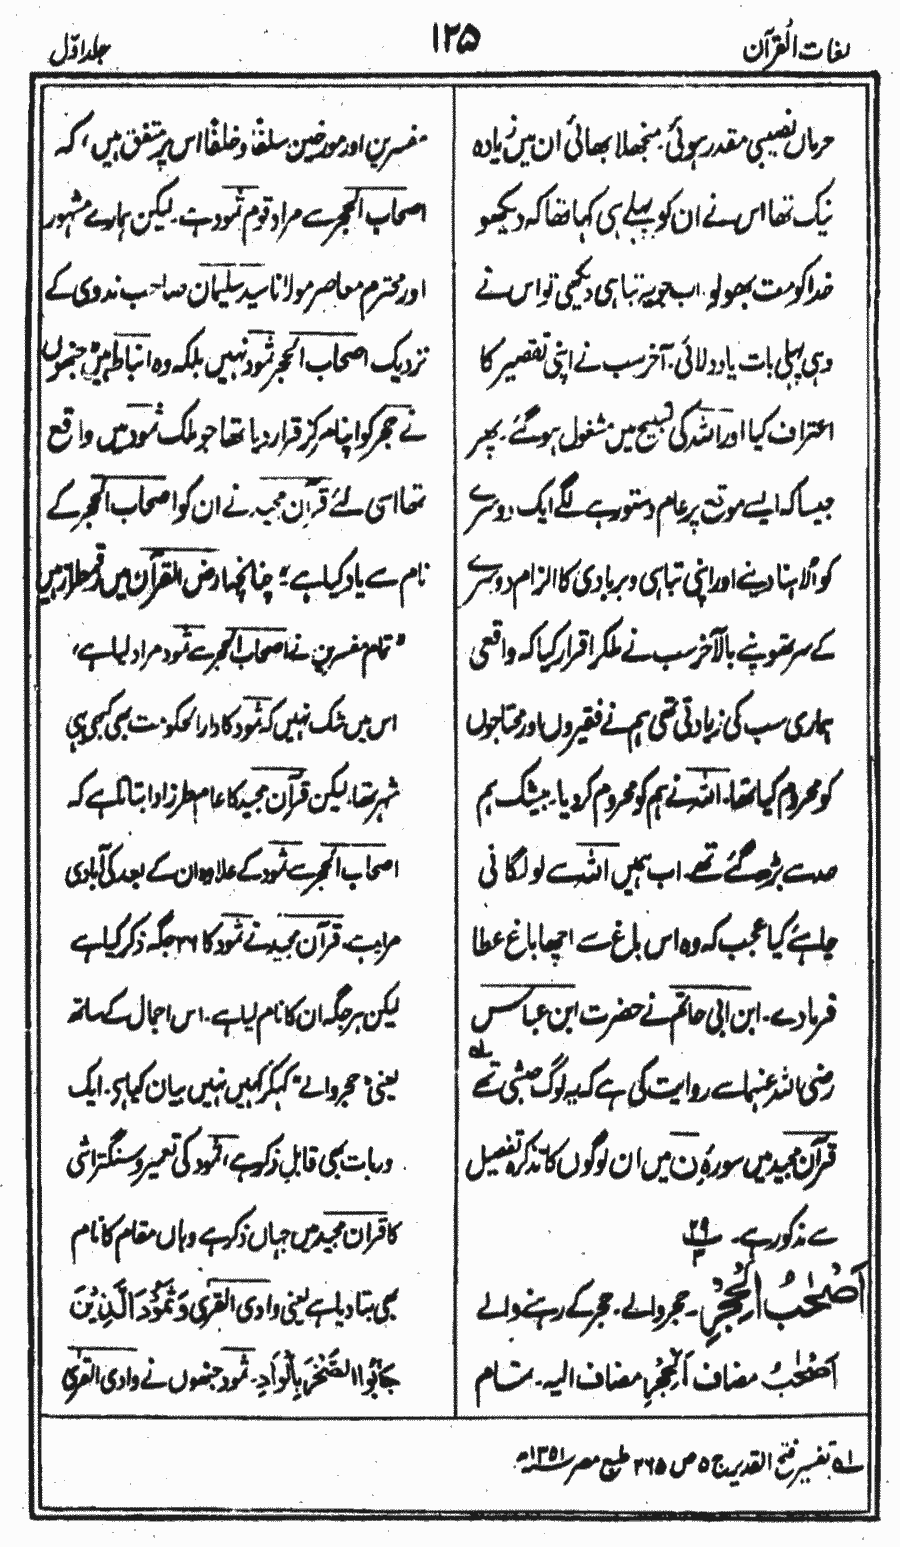 لغات القرآن
۱۲۵
جلد اوّل
حرماں نصیبی مقدر ہوئی۔ منجھلا بھائی ان میں زیادہ
نیک تھا اس نے ان کو پہلے ہی کہا تھا کہ دیکھو
خدا کو مت بھولو۔ اب جو یہ تباہی دیکھی تو اس نے
وہی پہلی بات یاد دلائی۔ آخر سب نے اپنی تقصیر کا
اعتراف کیا اور اللہ کی تسبیح میں مشغول ہو گئے۔ پھر
جیسا کہ ایسے موقع پر عام دستور ہے لگے ایک دوسرے
کو اُلاہنا دینے اور اپنی تباہی و بربادی کا الزام دوسرے
کے سر تھوپنے بالآخر سب نے ملکر اقرار کیا کہ واقعی
ہماری سب کی زیادتی تھی ہم نے فقیروں اور محتاجوں
کو محروم کیا تھا۔ اللہ نے ہم کو محروم کر دیا۔ بیشک ہم
حد سے بڑھ گئے تھے۔ اب ہمیں اللہ سے لو لگانی
چاہئے کیا عجب کہ وہ اس باغ سے اچھا باغ عطا
فرمادے۔ ابن ابی حاتم نے حضرت ابن عباس
رضی اللہ عنہما سے روایت کی ہے کہ یہ لوگ حبشی تھے لہ
قرآن مجید میں سورہُ ن میں ان لوگوں کا تذکرہ تفصیل
سے مذکور ہے۔ ۲۹ ۳
اَصْحٰبُ الْحِجْرِ۔ حجر والے۔ حجر کے رہنے والے
اَصْحٰبُ مضاف اَلْحِجْرِ مضاف الیہ۔ تمام
مفسرین اور مورخین سلفًا و خلفًا اس پر متفق ہیں، کہ
اصحاب الحجر سے مراد قوم ثمود ہے۔ لیکن ہمارے مشہور
اور محترم معاصر مولانا سید سلیمان صاحب ندوی کے
نزدیک اصحاب الحجر ثمود نہیں بلکہ وہ انباط ہیں جنہوں
نے حجر کو اپنا مرکز قرار دیا تھا جو ملک ثمود میں واقع
تھا اسی لئے قرآن مجید نے ان کو اصحاب الحجر کے
نام سے یاد کیا ہے؛ چنانچہ ارض القرآن میں رقمطراز ہیں
"تمام مفسرین نے اصحاب الحجر سے ثمود مراد لیا ہے،
اس میں شک نہیں کہ ثمود کا دارالحکومت بھی کبھی یہی
شہر تھا۔ لیکن قرآن مجید کا عام طرز ادا بتاتا ہے کہ
اصحاب الحجر سے ثمود کے علاوہ ان کے بعد کی آبادی
مراد ہے۔ قرآن مجید نے ثمود کا ۲۶ جگہ ذکر کیا ہے
لیکن ہر جگہ ان کا نام لیا ہے۔ اس اجمال کے ساتھ
یعنی "حجر والے" کہکر کہیں نہیں بیان کیا ہی۔ ایک
در بات بھی قابل ذکر ہے، ثمود کی تعمیر و سنگتراشی
کا قرآن مجید میں جہاں ذکر ہے وہاں مقام کا نام
بھی بتا دیا ہے یعنی وادی القری وَثَمُوْدَ الَّذِیْنَ
جَابُوا الصَّخْرَ بِالْوَادِ۔ ثمود جنھوں نے وادی القریٰ
لہ تفسیر فتح القدیر ج ۵ ص ۲۶۵ طبع مصر ۱۳۵۱ھ